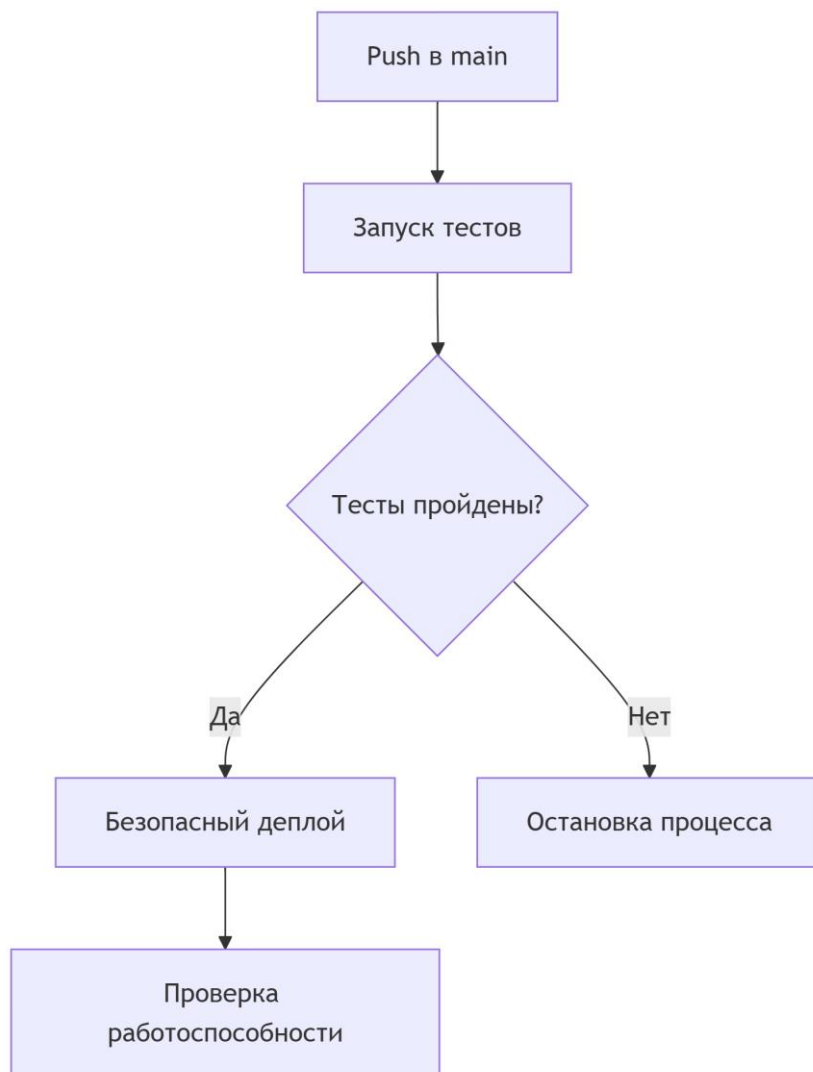 Push в main
Запуск тестов
Тесты пройдены?
Да
Нет
Безопасный деплой
Остановка процесса
Проверка
работоспособности